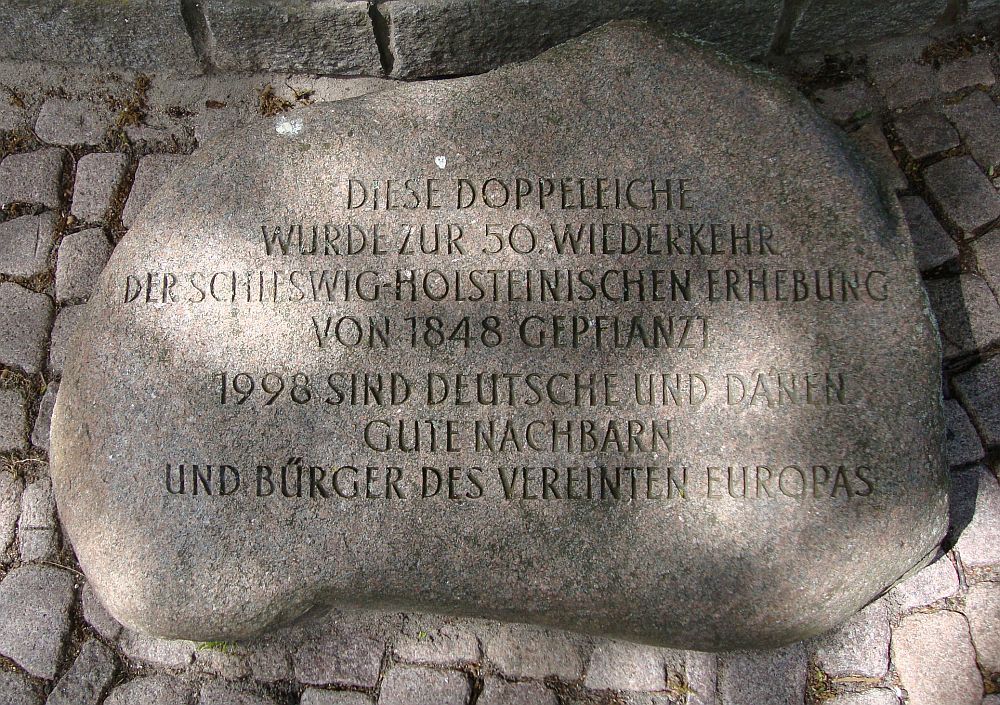 DIESE DOPPELEICHE
WURDE ZUR 50. WIEDERKEHR
DER SCHLESWIG-HOLSTEINISCHEN ERHEBUNG
VON 1848 GEPFLANZT
1998 SIND DEUTSCHE UND DÄNEN
GUTE NACHBARN
UND BÜRGER DES VEREINTEN EUROPAS